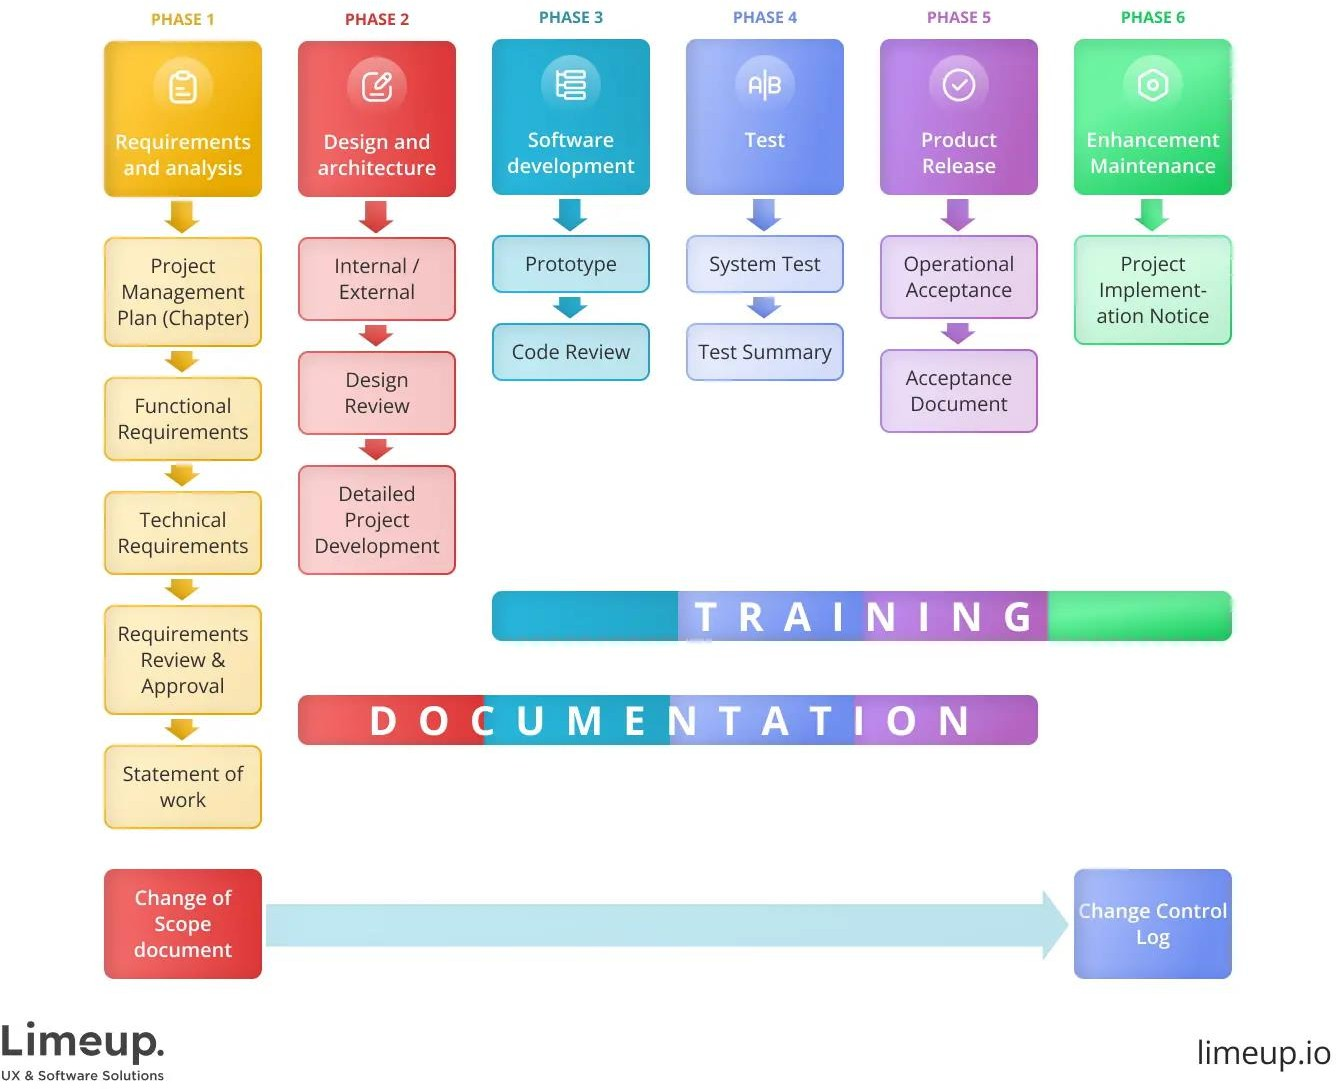 PHASE 1
PHASE 2
PHASE 3
PHASE 4
PHASE 5
PHASE 6
Requirements
and analysis
Design and
architecture
Software
development
A|B
Test
Product
Release
Enhancement
Maintenance
Project
Management
Plan (Chapter)
Functional
Requirements
Technical
Requirements
Requirements
Review &
Approval
Statement of
work
Internal /
External
Design
Review
Detailed
Project
Development
Prototype
Code Review
System Test
Test Summary
Operational
Acceptance
Acceptance
Document
Project
Implement-
ation Notice
TRAINING
DOCUMENTATION
Change of
Scope
document
Change Control
Log
Limeup.
UX & Software Solutions
limeup.io